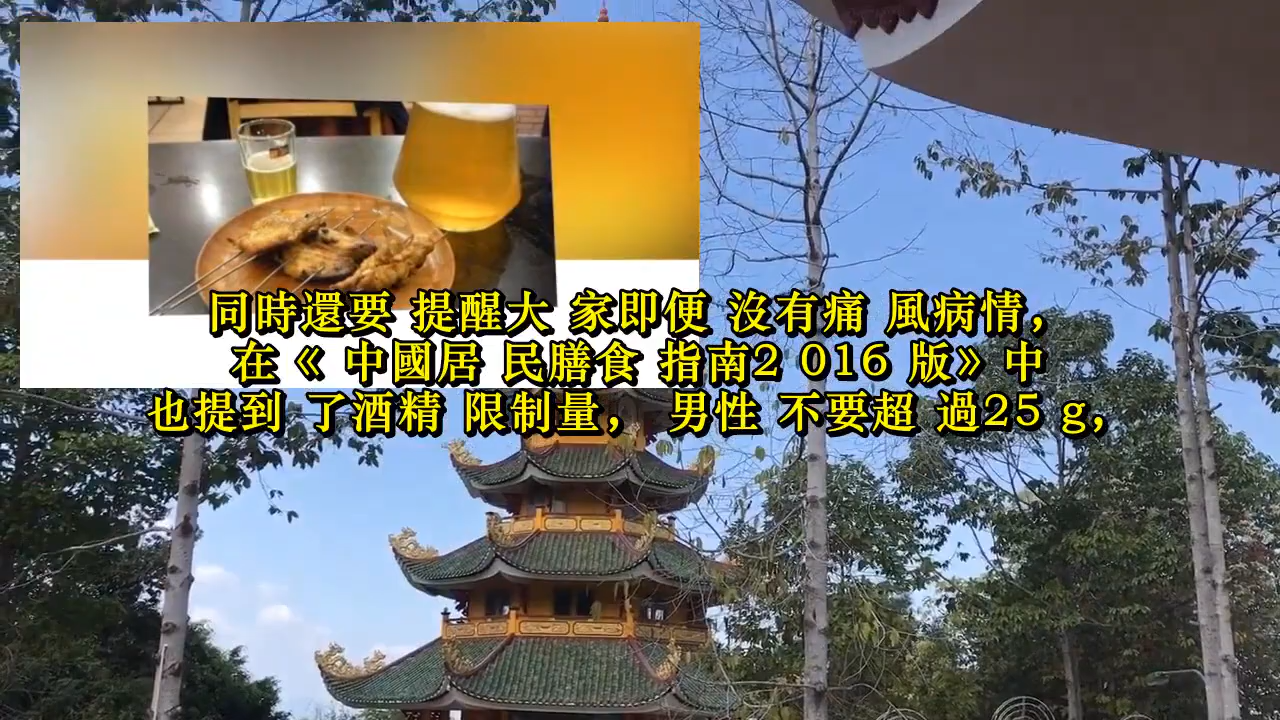 同時還要 提醒大 家即便 沒有痛 風病情，
在《 中國居 民膳食 指南2 016 版》中
也提到 了酒精 限制量， 男性 不要超 過25 g，